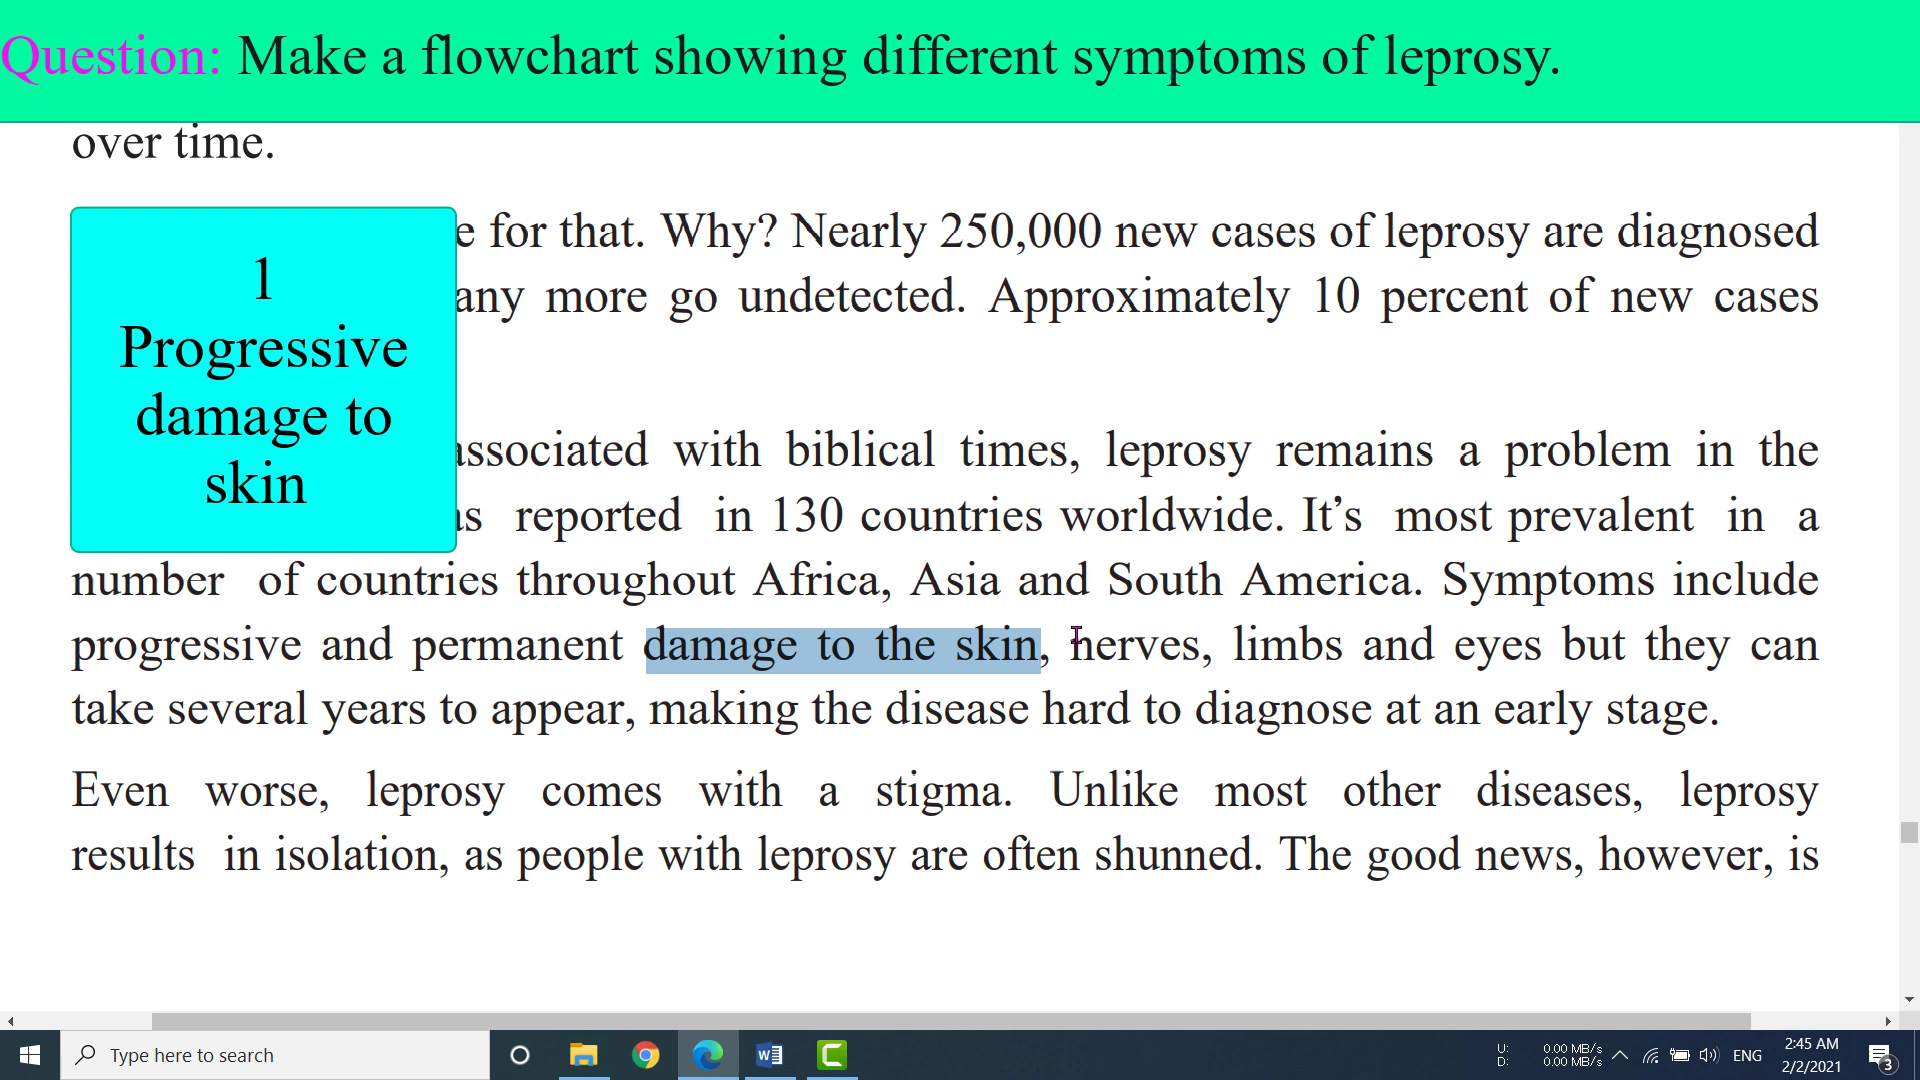 Question: Make a flowchart showing different symptoms of leprosy.
over time.
e for that. Why? Nearly 250,000 new cases of leprosy are diagnosed
any more go undetected. Approximately 10 percent of new cases
1
Progressive
damage to
skin
associated with biblical times, leprosy remains a problem in the
as reported in 130 countries worldwide. It’s most prevalent in a
number of countries throughout Africa, Asia and South America. Symptoms include
progressive and permanent damage to the skin, nerves, limbs and eyes but they can
take several years to appear, making the disease hard to diagnose at an early stage.
Even worse, leprosy comes with a stigma. Unlike most other diseases, leprosy
results in isolation, as people with leprosy are often shunned. The good news, however, is
Type here to search
U: 0.00 MB/s
D: 0.00 MB/s
ENG
2:45 AM
2/2/2021
3